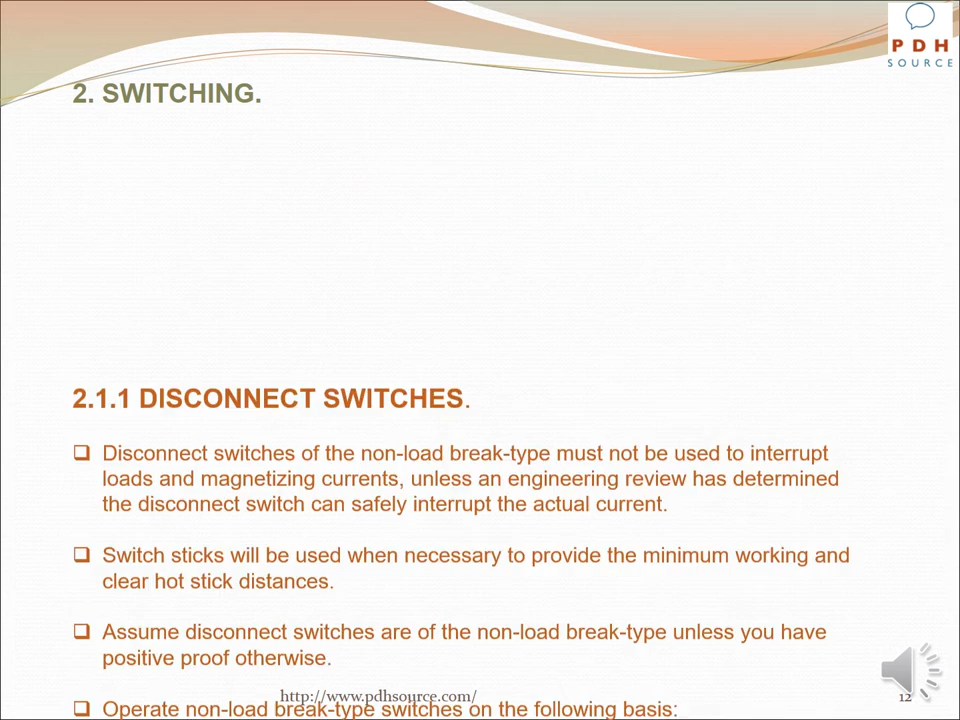 PDH
SOURCE
2. SWITCHING.
2.1.1 DISCONNECT SWITCHES.
❑ Disconnect switches of the non-load break-type must not be used to interrupt
loads and magnetizing currents, unless an engineering review has determined
the disconnect switch can safely interrupt the actual current.
❑ Switch sticks will be used when necessary to provide the minimum working and
clear hot stick distances.
❑ Assume disconnect switches are of the non-load break-type unless you have
positive proof otherwise.
❑ Operate non-load break-type switches on the following basis:
http://www.pdhsource.com/
12